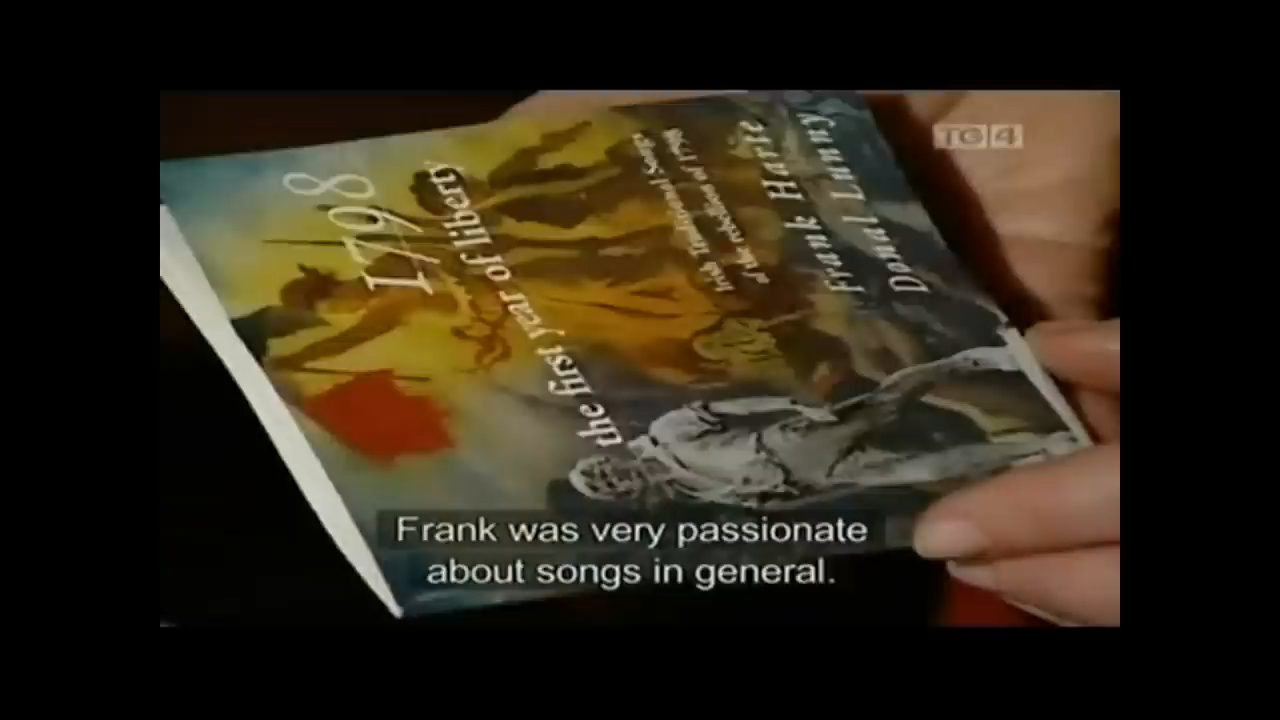 TG4
1798
the first year of liberty
Irish Traditional Songs
of the rebellion of 1798
Frank Harte
Donal Lunny
Frank was very passionate
about songs in general.